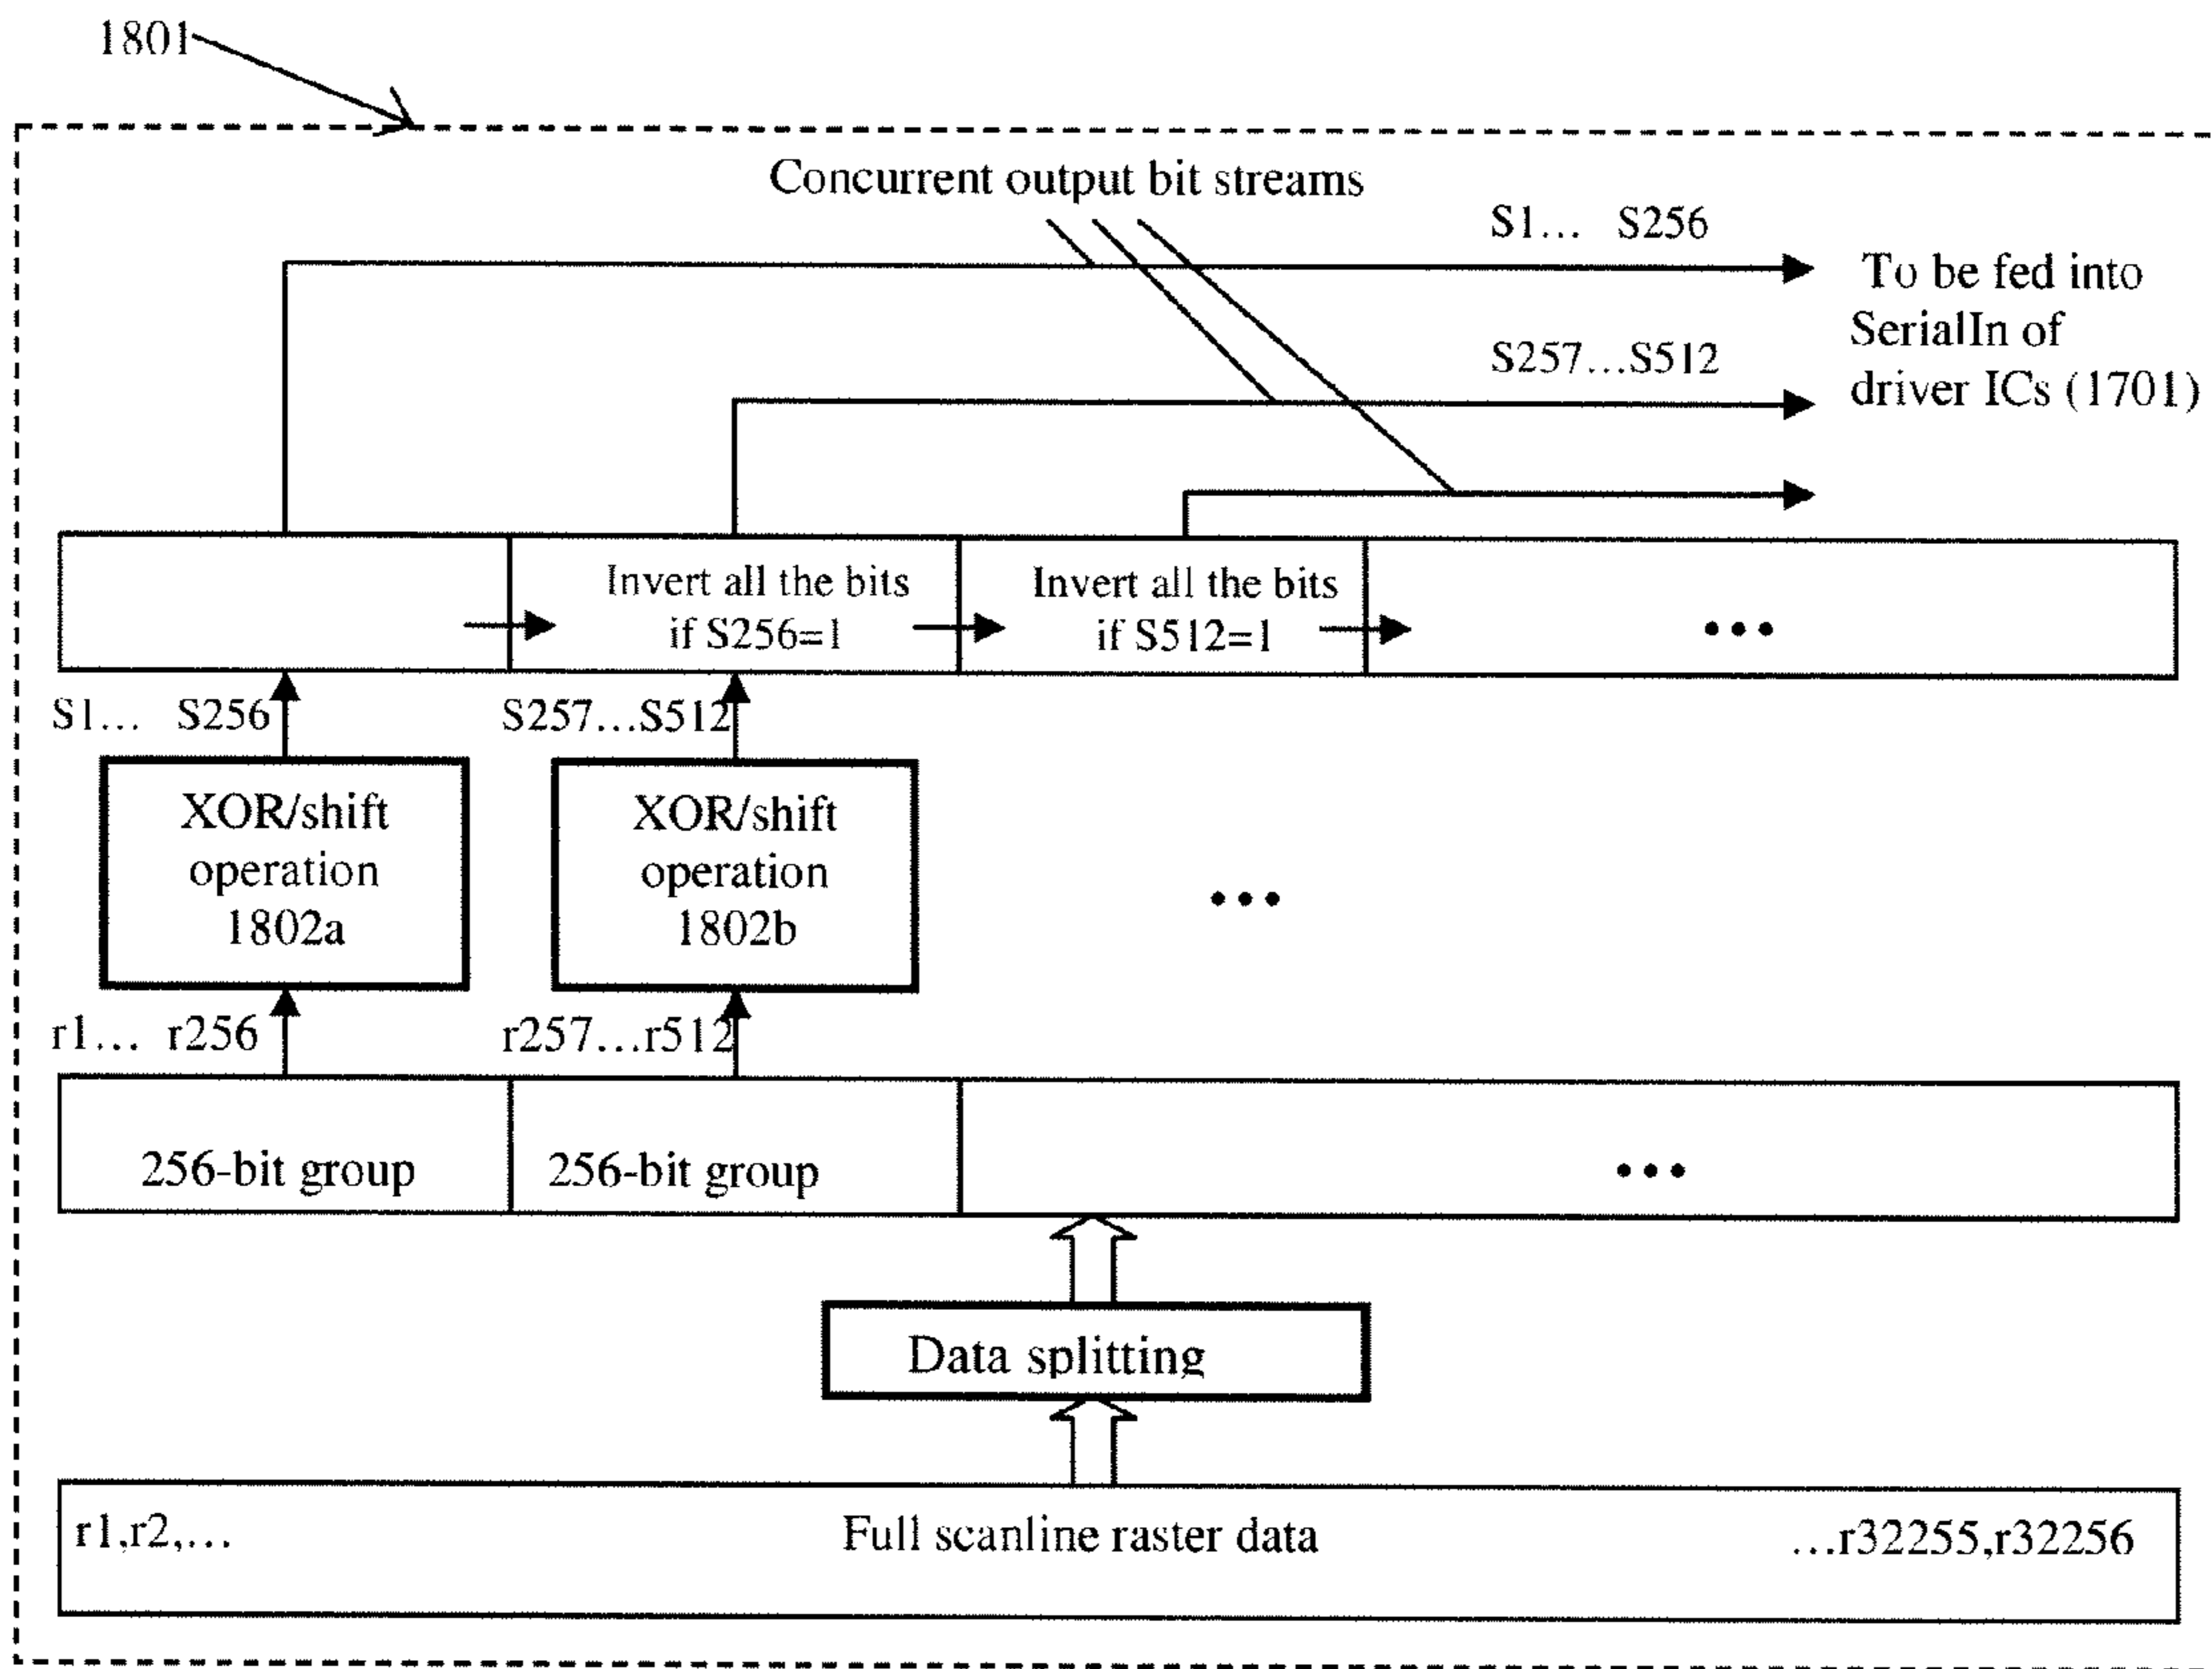 1801
Concurrent output bit streams
S1... S256
To be fed into
SerialIn of
driver ICs (1701)
S257...S512
Invert all the bits
if S256=1
Invert all the bits
if S512=1
...
S1... S256
S257...S512
XOR/shift
operation
1802a
XOR/shift
operation
1802b
...
r1... r256
r257...r512
256-bit group
256-bit group
...
Data splitting
r1,r2,...
Full scanline raster data
...r32255,r32256